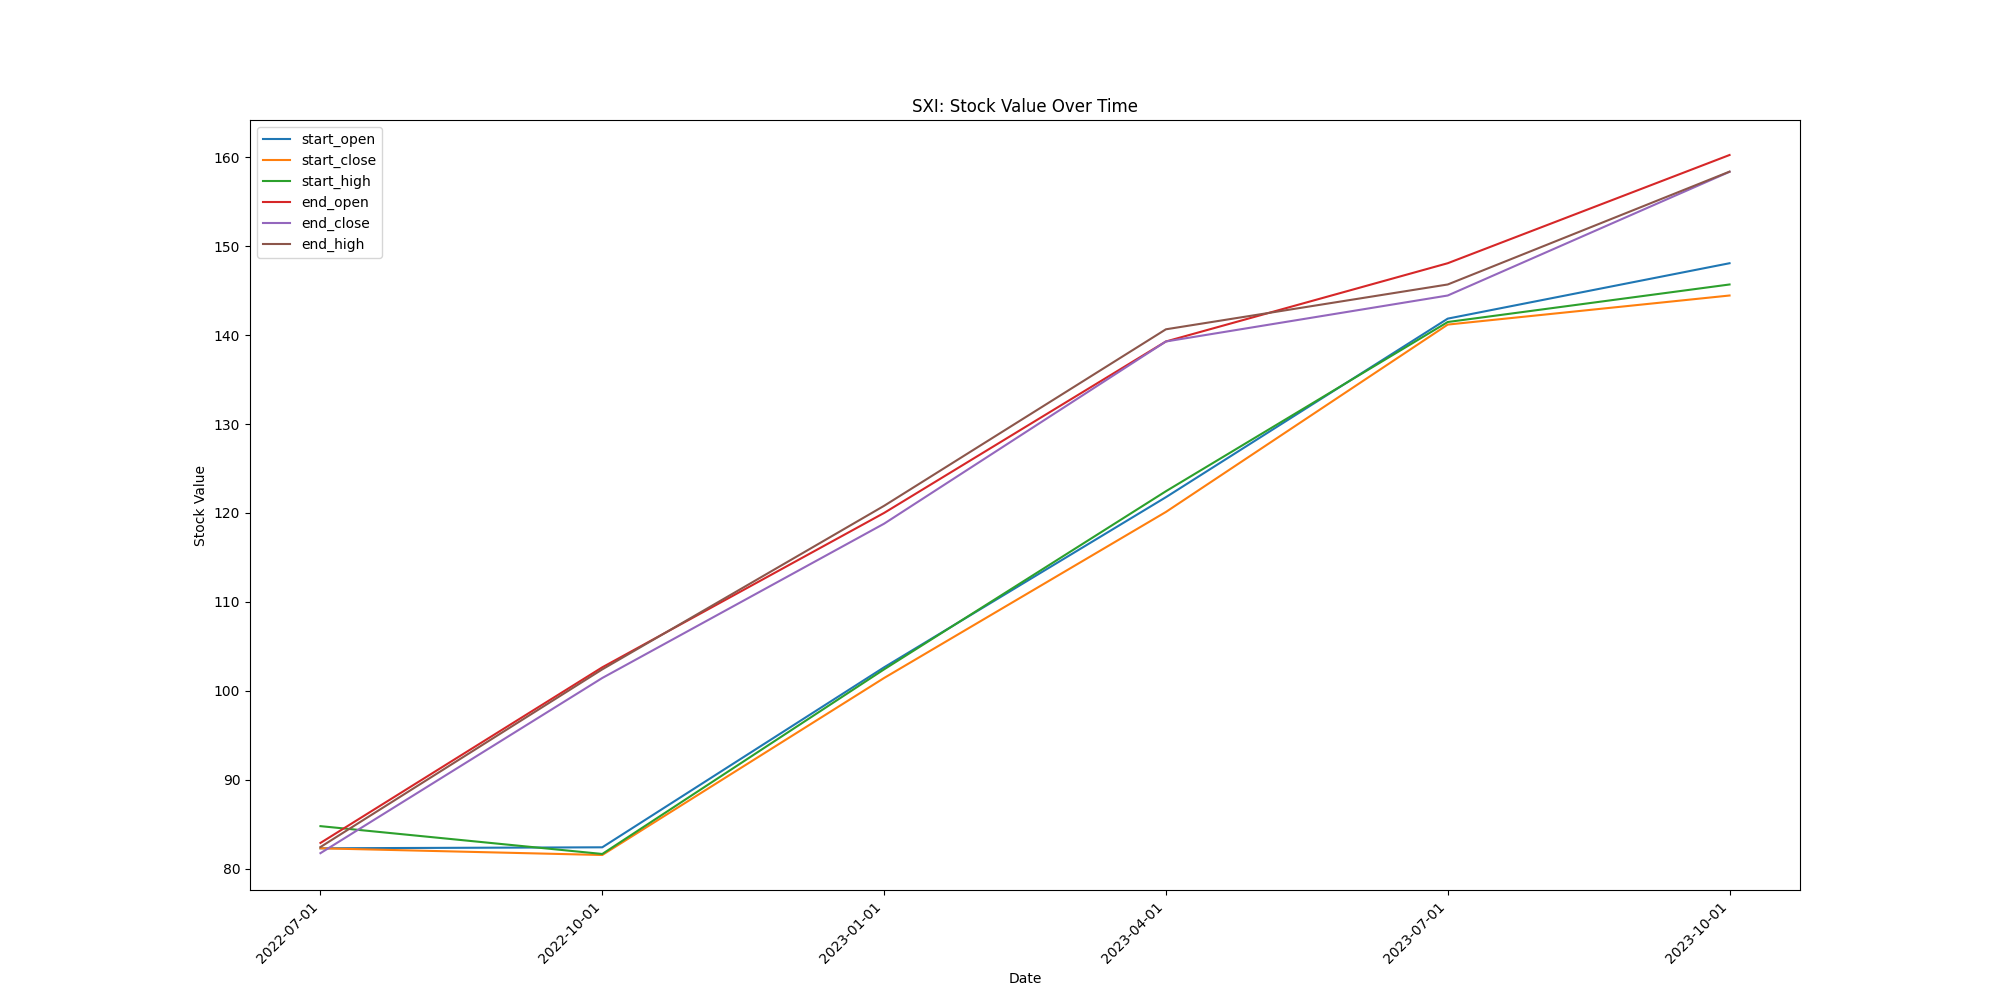 SXI: Stock Value Over Time
start_open
start_close
start_high
end_open
end_close
end_high
160
150
140
130
120
110
100
90
80
Stock Value
2022-07-01
2022-10-01
2023-01-01
2023-04-01
2023-07-01
2023-10-01
Date